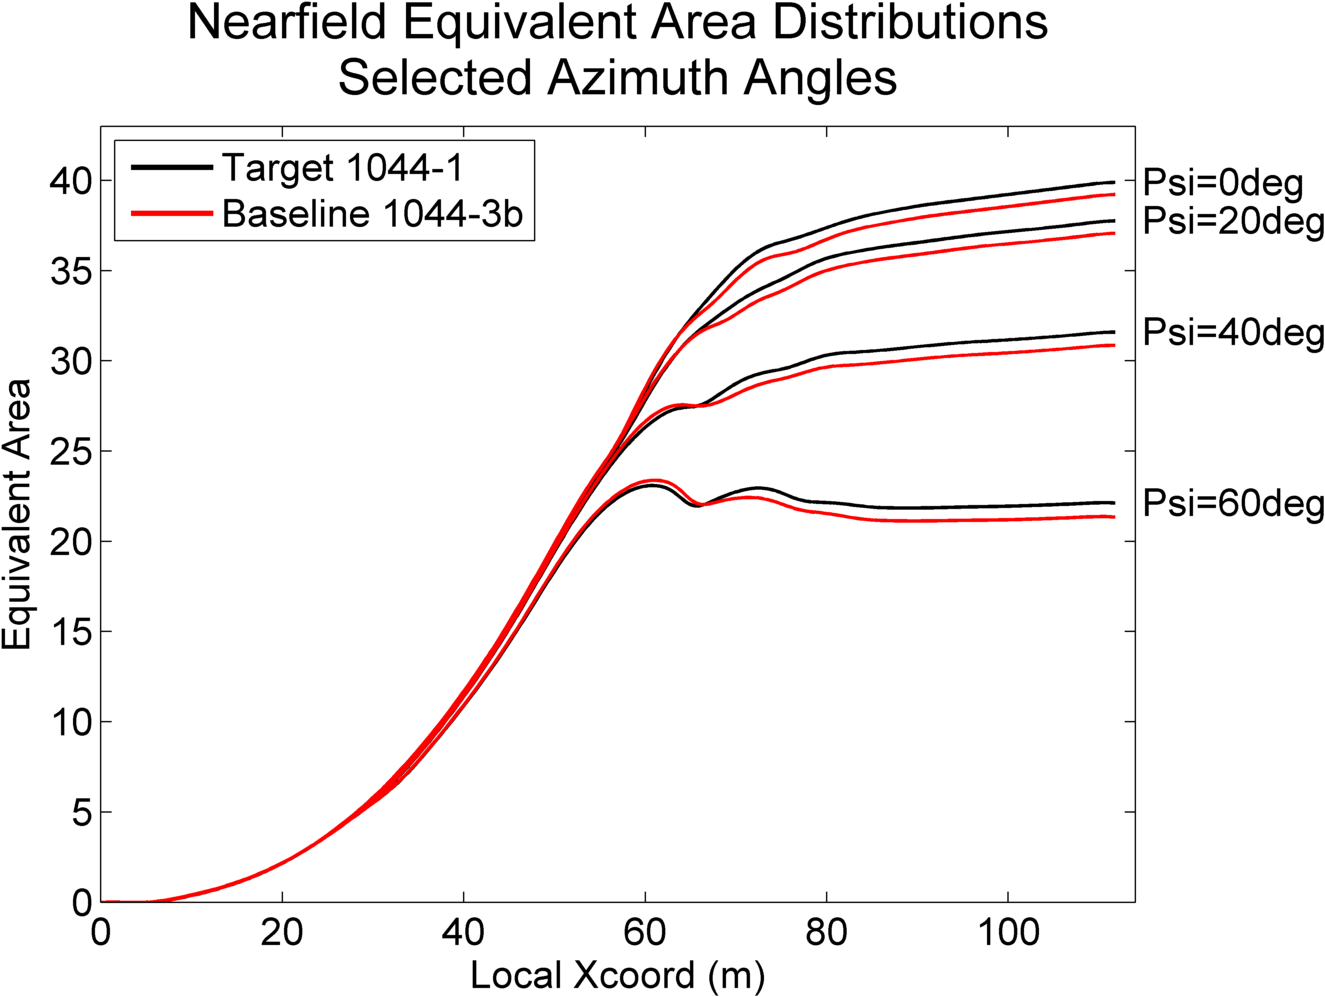 Nearfield Equivalent Area Distributions
Selected Azimuth Angles
Target 1044-1
Baseline 1044-3b
Psi=0deg
Psi=20deg
Psi=40deg
Psi=60deg
Equivalent Area
40
35
30
25
20
15
10
5
0
0 20 40 60 80 100
Local Xcoord (m)